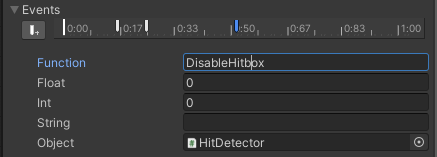 Events
0:00 0:17 0:33 0:50 0:67 0:83 1:00
Function DisableHitbox
Float 0
Int 0
String
Object HitDetector